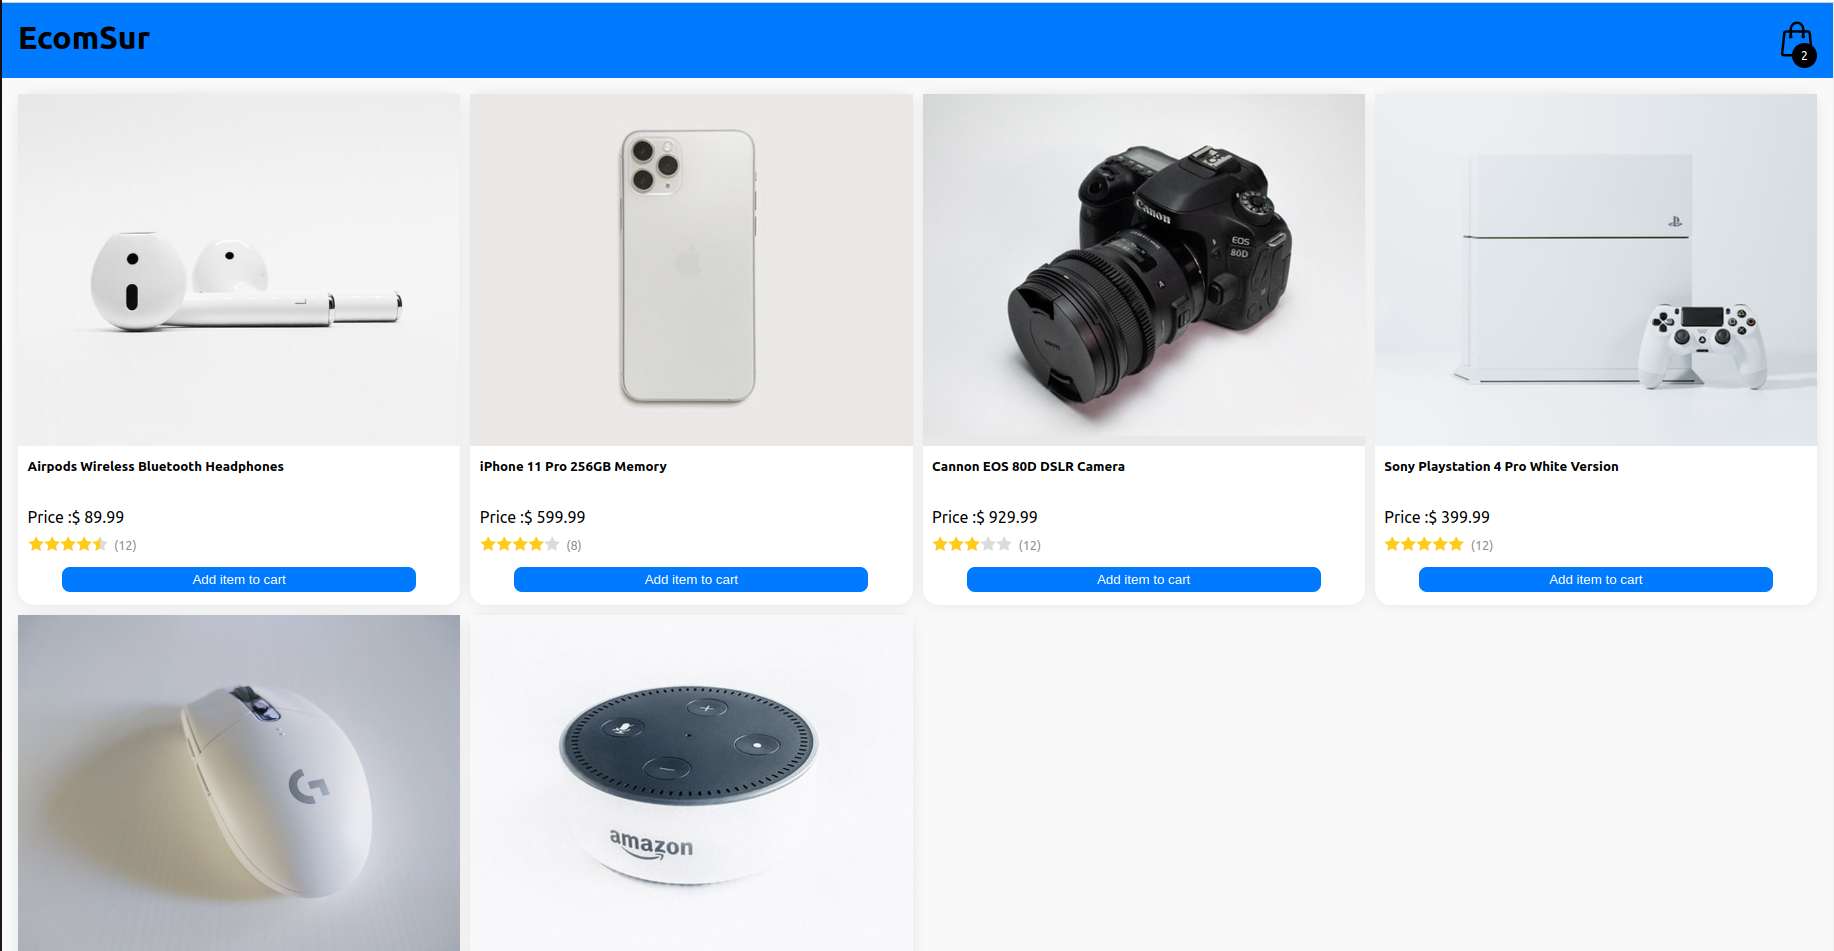 EcomSur
2
Canon
EOS
80D
Airpods Wireless Bluetooth Headphones
Price :$ 89.99
(12)
Add item to cart
iPhone 11 Pro 256GB Memory
Price :$ 599.99
(8)
Add item to cart
Cannon EOS 80D DSLR Camera
Price :$ 929.99
(12)
Add item to cart
Sony Playstation 4 Pro White Version
Price :$ 399.99
(12)
Add item to cart
G
amazon